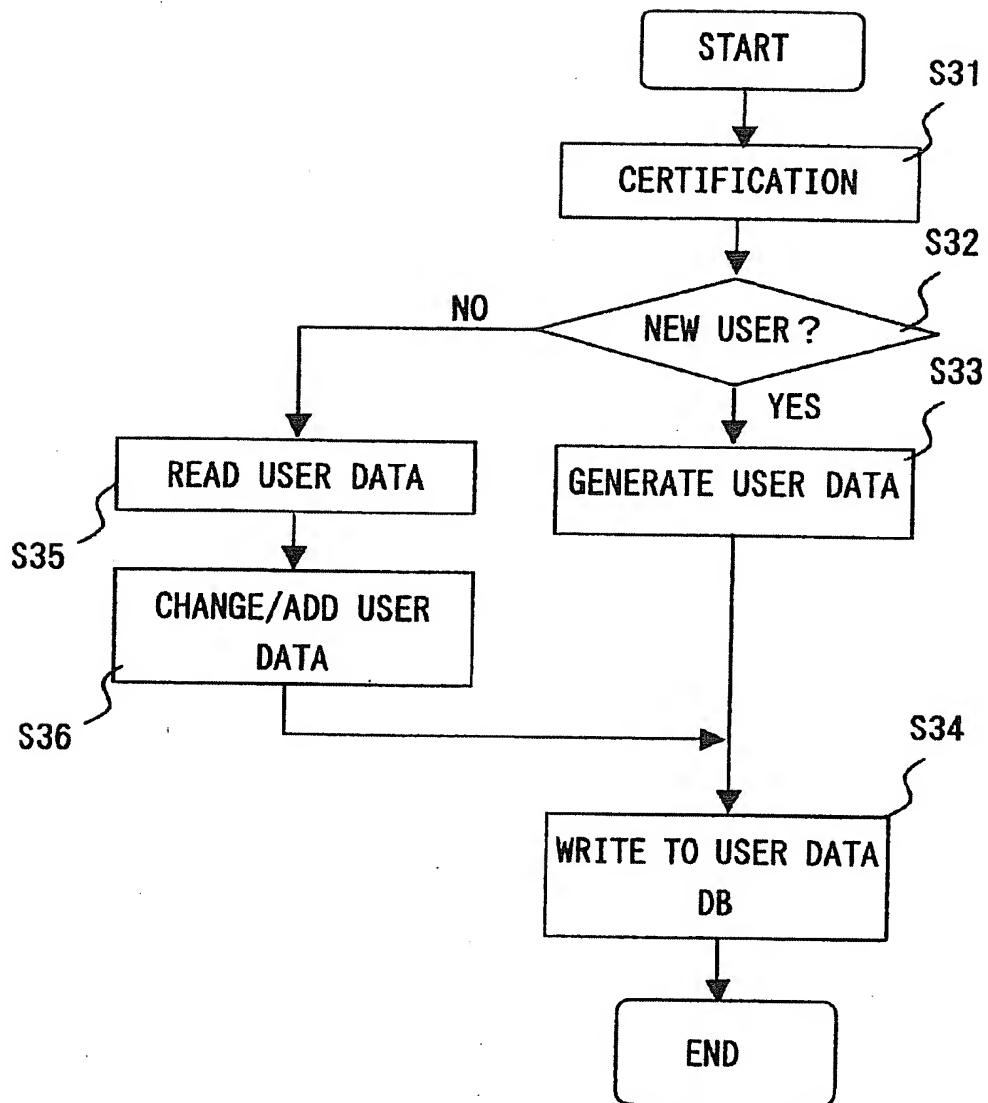 START
S31
CERTIFICATION
S32
NO
NEW USER?
S33
YES
READ USER DATA
GENERATE USER DATA
S35
CHANGE/ADD USER
DATA
S36
S34
WRITE TO USER DATA
DB
END